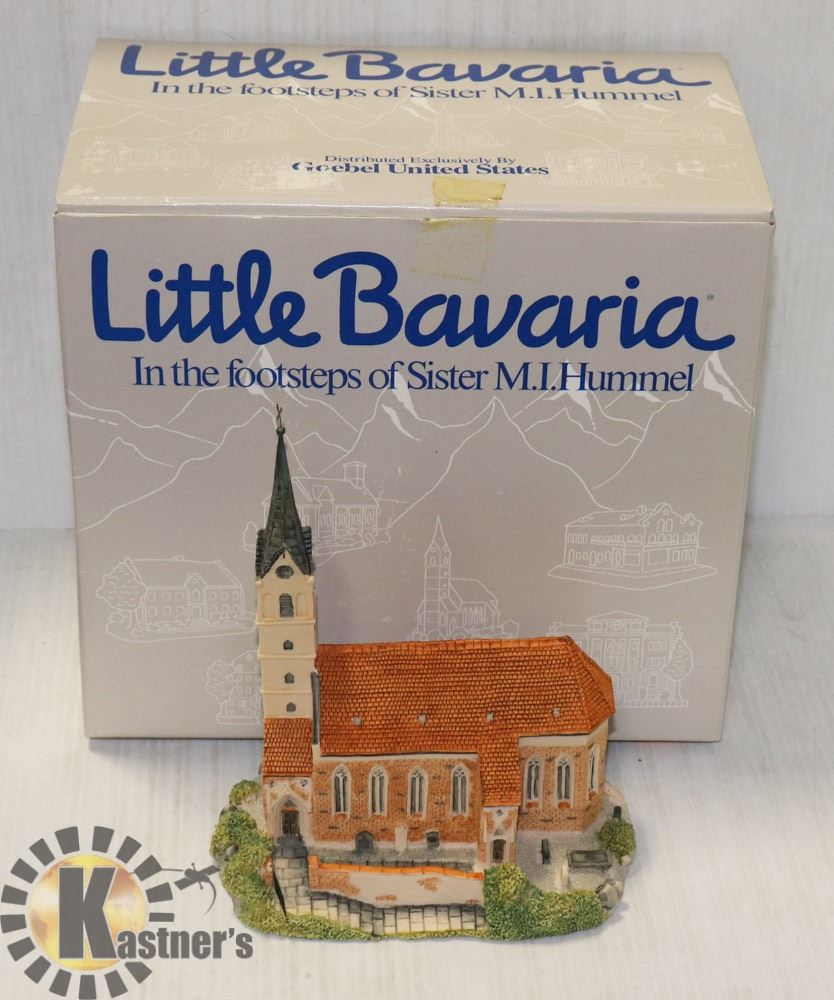 Little Bavaria
In the footsteps of Sister M.I.Hummel
Distributed Exclusively By
Goebel United States
Little Bavaria
In the footsteps of Sister M.I.Hummel
Kastner's